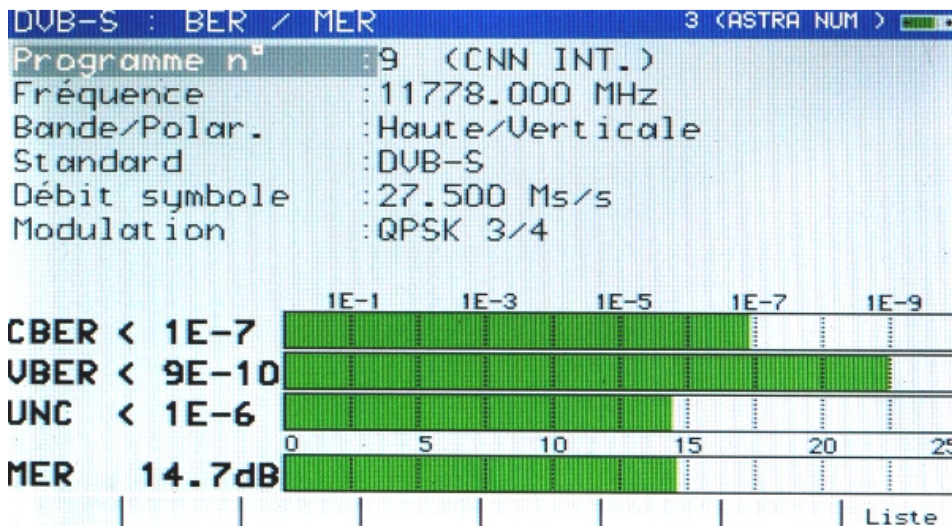 DVB-S : BER / MER 3 (ASTRA NUM )
Programme n° :9 (CNN INT.)
Fréquence :11778.000 MHz
Bande/Polar. :Haute/Verticale
Standard :DVB-S
Débit symbole :27.500 Ms/s
Modulation :QPSK 3/4
1E-1 1E-3 1E-5 1E-7 1E-9
CBER < 1E-7
VBER < 9E-10
UNC < 1E-6
0 5 10 15 20 25
MER 14.7dB
Liste